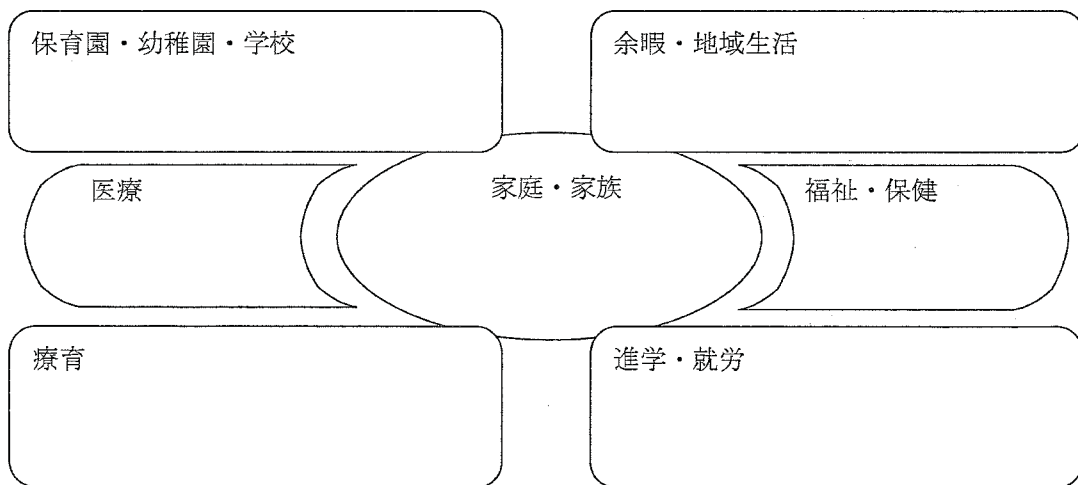 保育園・幼稚園・学校
余暇・地域生活
医療
家庭・家族
福祉・保健
療育
進学・就労